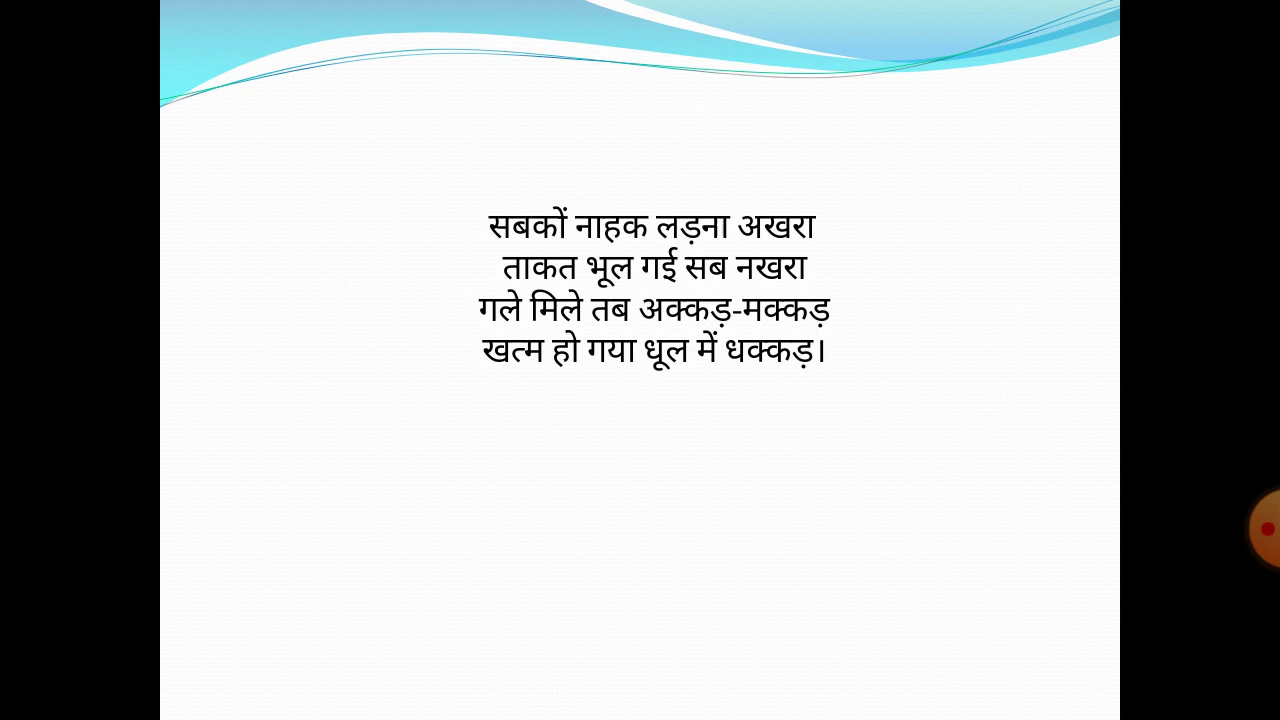 सबकों नाहक लड़ना अखरा
ताकत भूल गई सब नखरा
गले मिले तब अक्कड़-मक्कड़
खत्म हो गया धूल में धक्कड़।